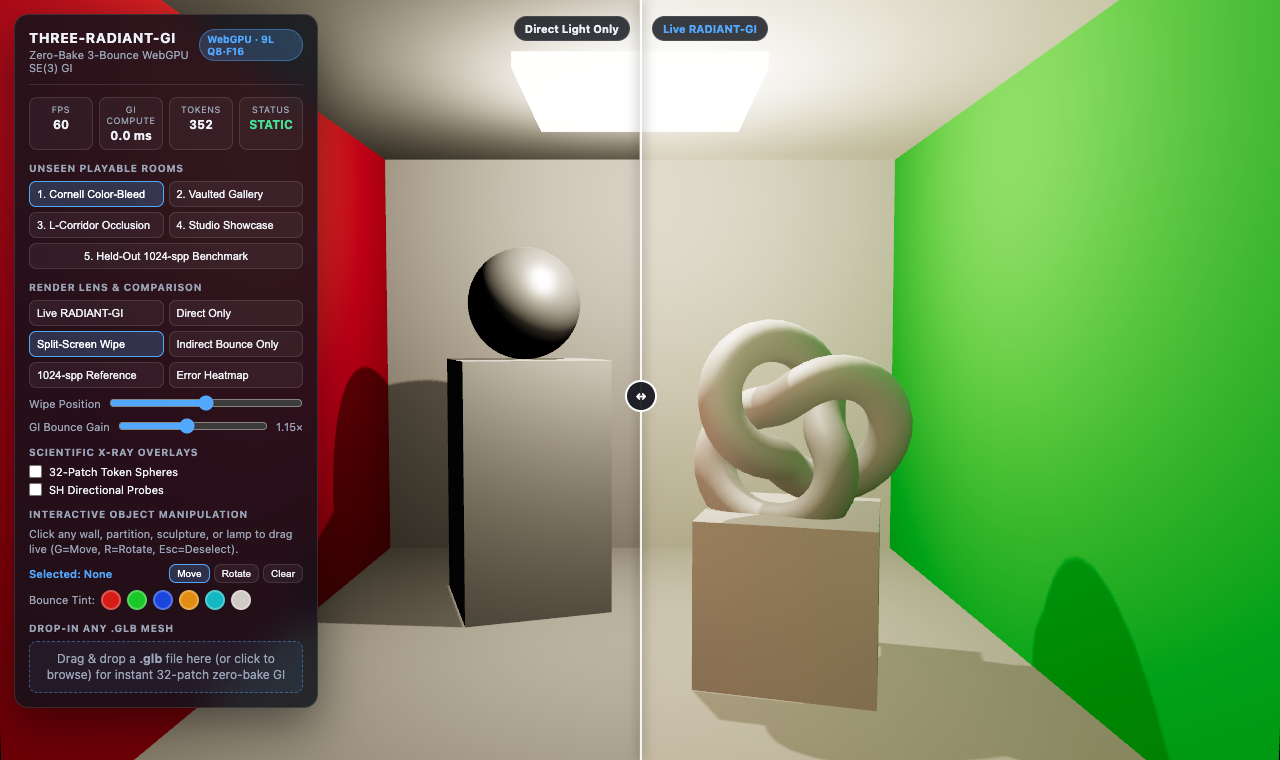 THREE-RADIANT-GI
Zero-Bake 3-Bounce WebGPU
SE(3) GI
WebGPU · 9L
Q8·F16
FPS
60
GI
COMPUTE
0.0 ms
TOKENS
352
STATUS
STATIC
UNSEEN PLAYABLE ROOMS
1. Cornell Color-Bleed
2. Vaulted Gallery
3. L-Corridor Occlusion
4. Studio Showcase
5. Held-Out 1024-spp Benchmark
RENDER LENS & COMPARISON
Live RADIANT-GI
Direct Only
Split-Screen Wipe
Indirect Bounce Only
1024-spp Reference
Error Heatmap
Wipe Position
GI Bounce Gain
1.15×
SCIENTIFIC X-RAY OVERLAYS
32-Patch Token Spheres
SH Directional Probes
INTERACTIVE OBJECT MANIPULATION
Click any wall, partition, sculpture, or lamp to drag
live (G=Move, R=Rotate, Esc=Deselect).
Selected: None
Move
Rotate
Clear
Bounce Tint:
DROP-IN ANY .GLB MESH
Drag & drop a .glb file here (or click to
browse) for instant 32-patch zero-bake GI
Direct Light Only
Live RADIANT-GI